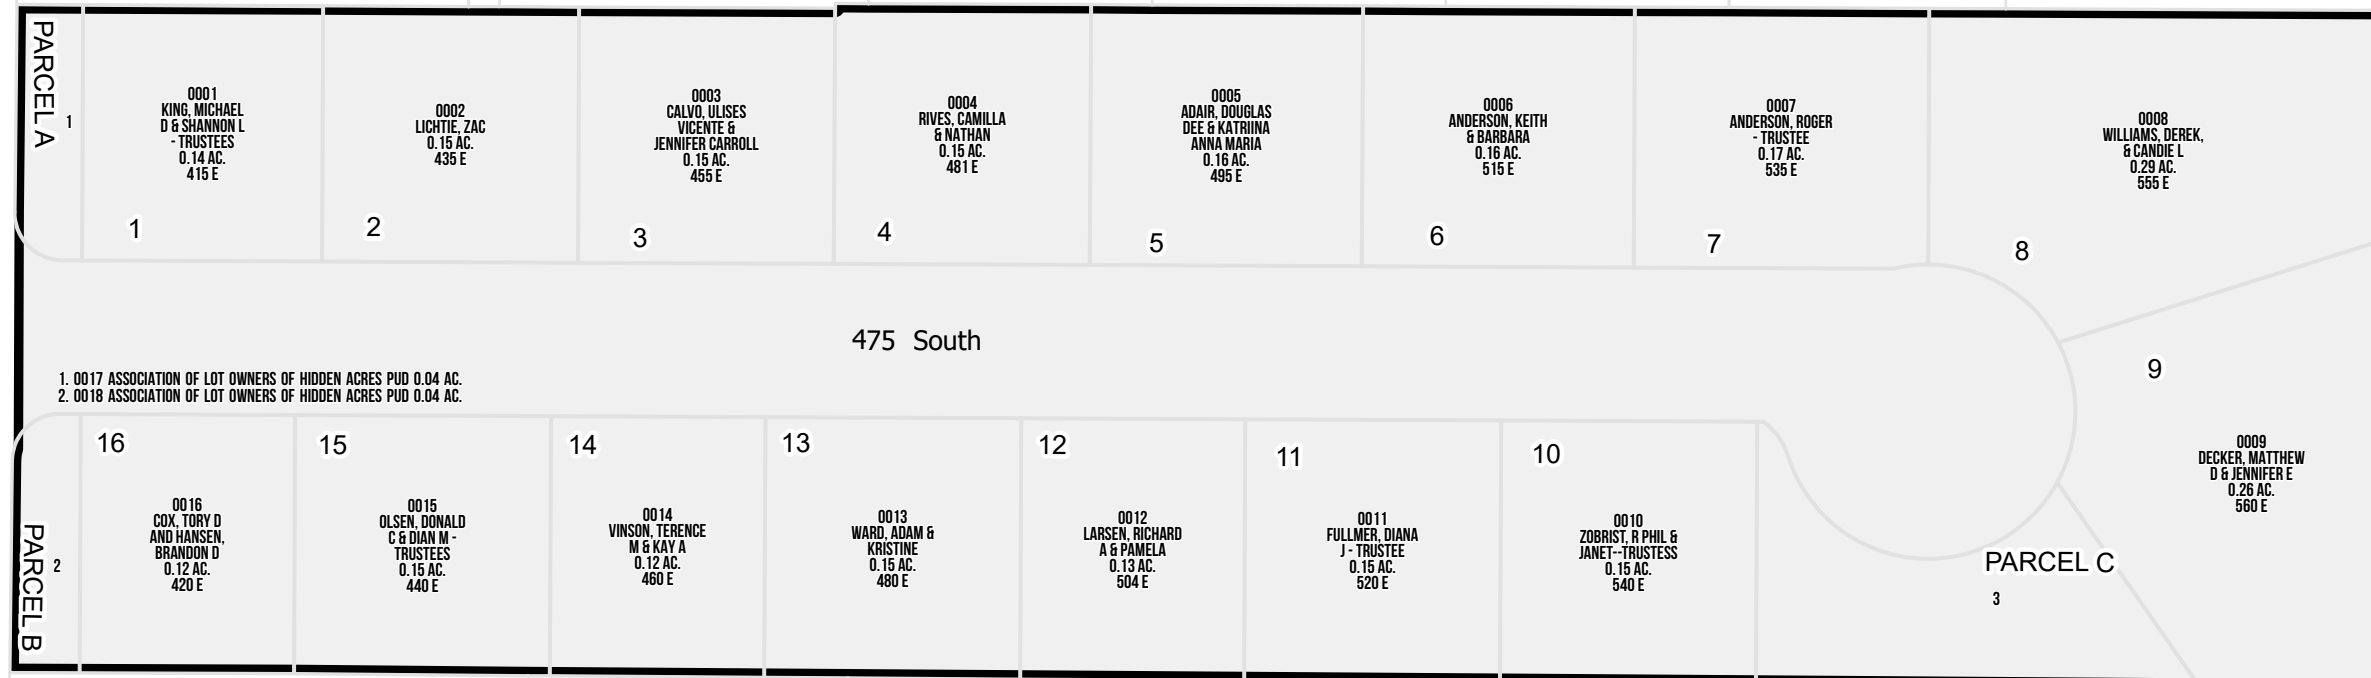 PARCEL A
1
0001
KING, MICHAEL
D & SHANNON L
- TRUSTEES
0.14 AC.
415 E
1
0002
LICHTIE, ZAC
0.15 AC.
435 E
2
0003
CALVO, ULISES
VICENTE &
JENNIFER CARROLL
0.15 AC.
455 E
3
0004
RIVES, CAMILLA
& NATHAN
0.15 AC.
481 E
4
0005
ADAIR, DOUGLAS
DEE & KATRIINA
ANNA MARIA
0.16 AC.
495 E
5
0006
ANDERSON, KEITH
& BARBARA
0.16 AC.
515 E
6
0007
ANDERSON, ROGER
- TRUSTEE
0.17 AC.
535 E
7
0008
WILLIAMS, DEREK,
& CANDIE L
0.29 AC.
555 E
8
475 South
1. 0017 ASSOCIATION OF LOT OWNERS OF HIDDEN ACRES PUD 0.04 AC.
2. 0018 ASSOCIATION OF LOT OWNERS OF HIDDEN ACRES PUD 0.04 AC.
9
0009
DECKER, MATTHEW
D & JENNIFER E
0.26 AC.
560 E
PARCEL B
2
16
0016
COX, TORY D
AND HANSEN,
BRANDON D
0.12 AC.
420 E
15
0015
OLSEN, DONALD
C & DIAN M -
TRUSTEES
0.15 AC.
440 E
14
0014
VINSON, TERENCE
M & KAY A
0.12 AC.
460 E
13
0013
WARD, ADAM &
KRISTINE
0.15 AC.
480 E
12
0012
LARSEN, RICHARD
A & PAMELA
0.13 AC.
504 E
11
0011
FULLMER, DIANA
J - TRUSTEE
0.15 AC.
520 E
10
0010
ZOBRIST, R PHIL &
JANET--TRUSTESS
0.15 AC.
540 E
PARCEL C
3